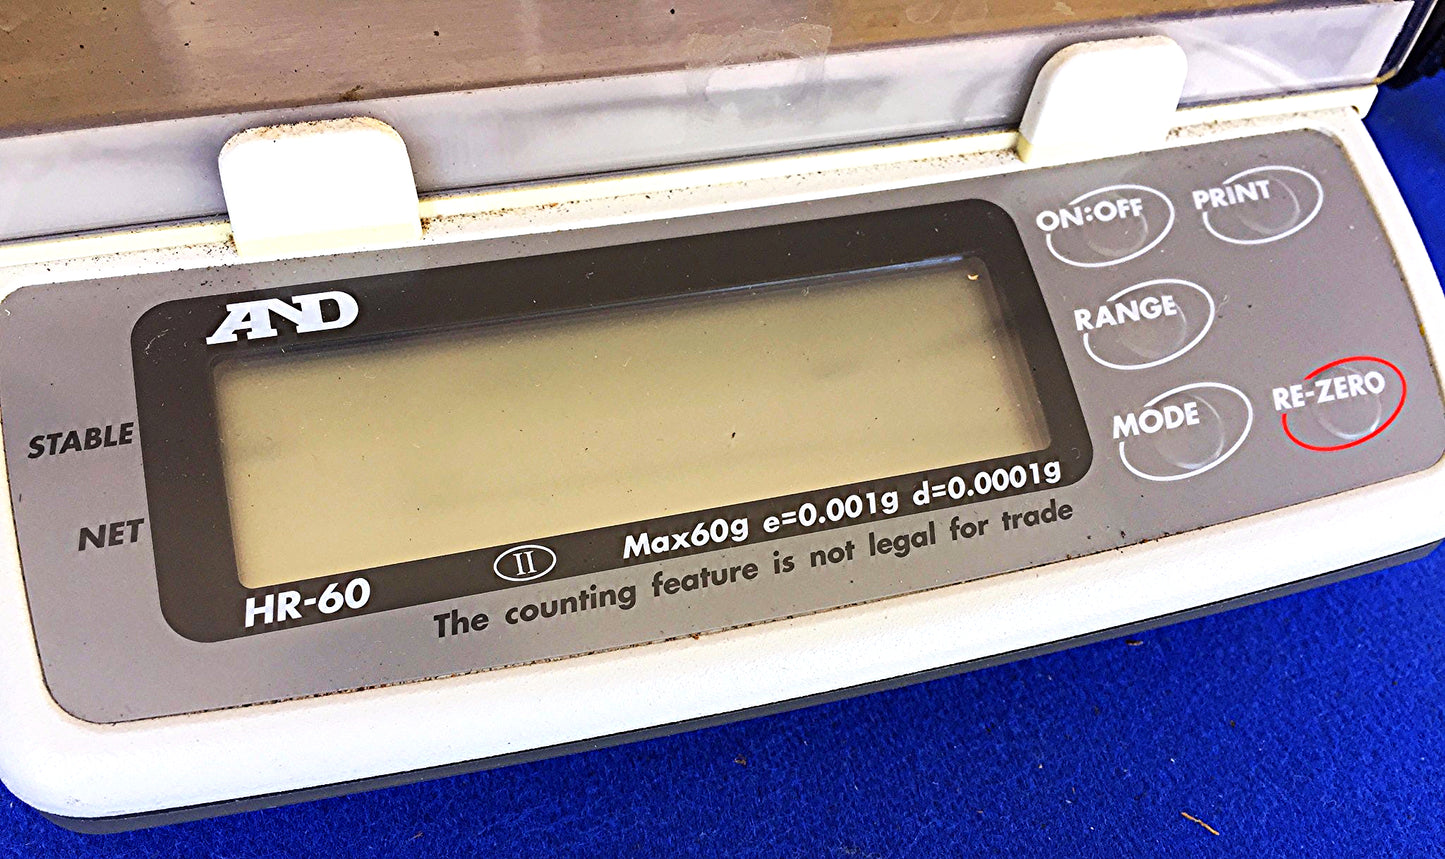 AND
ON:OFF
PRINT
RANGE
MODE
RE-ZERO
STABLE
NET
HR-60
II
Max60g e=0.001g d=0.0001g
The counting feature is not legal for trade